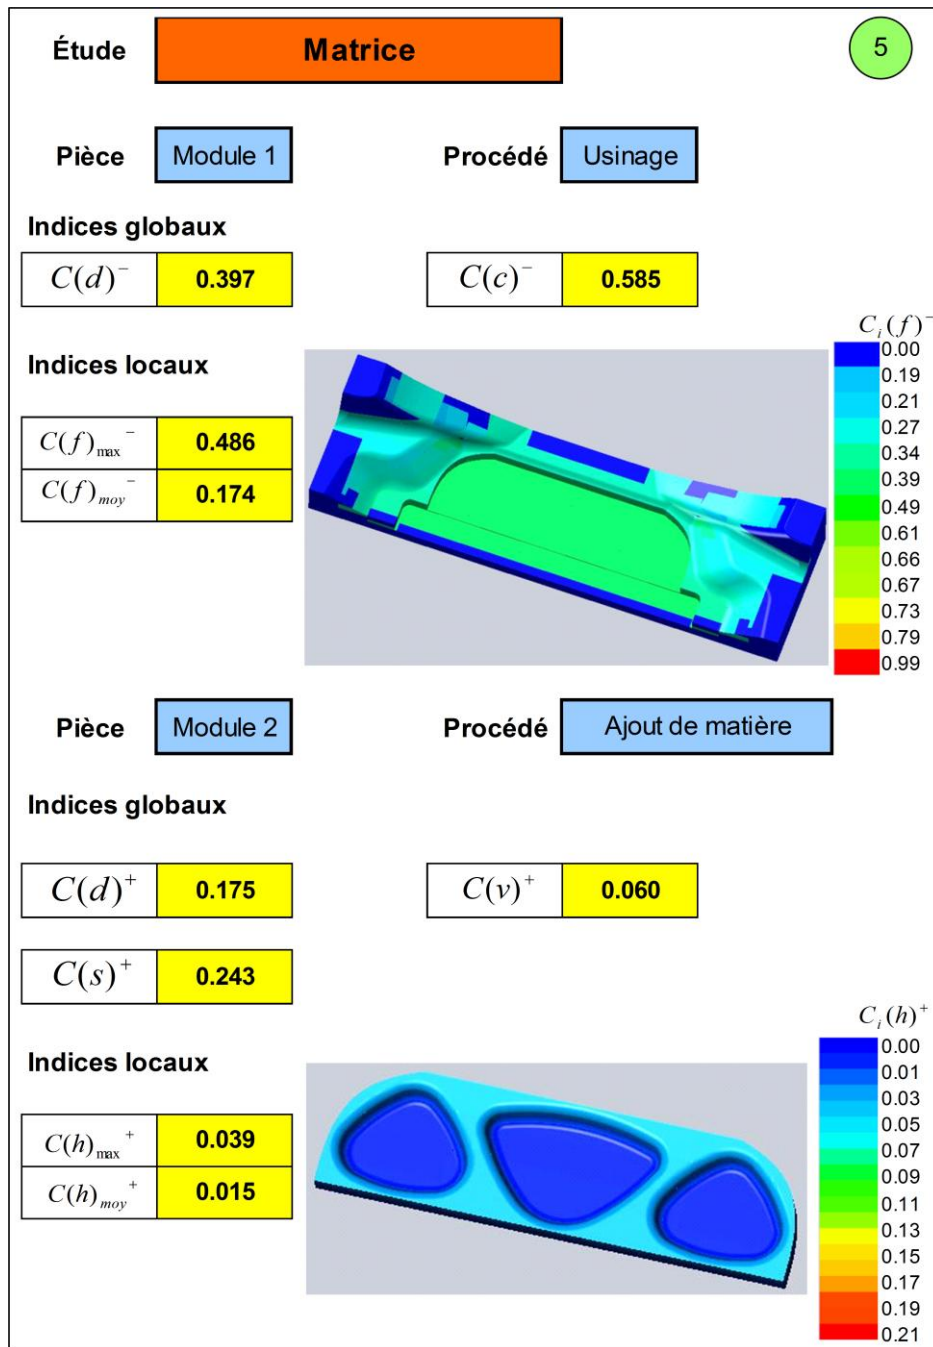 Étude Matrice 5
Pièce Module 1 Procédé Usinage
Indices globaux
C(d)⁻ 0.397 C(c)⁻ 0.585
Indices locaux
C(f)max⁻ 0.486
C(f)moy⁻ 0.174
Cᵢ(f)⁻
0.00
0.19
0.21
0.27
0.34
0.39
0.49
0.61
0.66
0.67
0.73
0.79
0.99
Pièce Module 2 Procédé Ajout de matière
Indices globaux
C(d)⁺ 0.175 C(v)⁺ 0.060
C(s)⁺ 0.243
Indices locaux
C(h)max⁺ 0.039
C(h)moy⁺ 0.015
Cᵢ(h)⁺
0.00
0.01
0.03
0.05
0.07
0.09
0.11
0.13
0.15
0.17
0.19
0.21